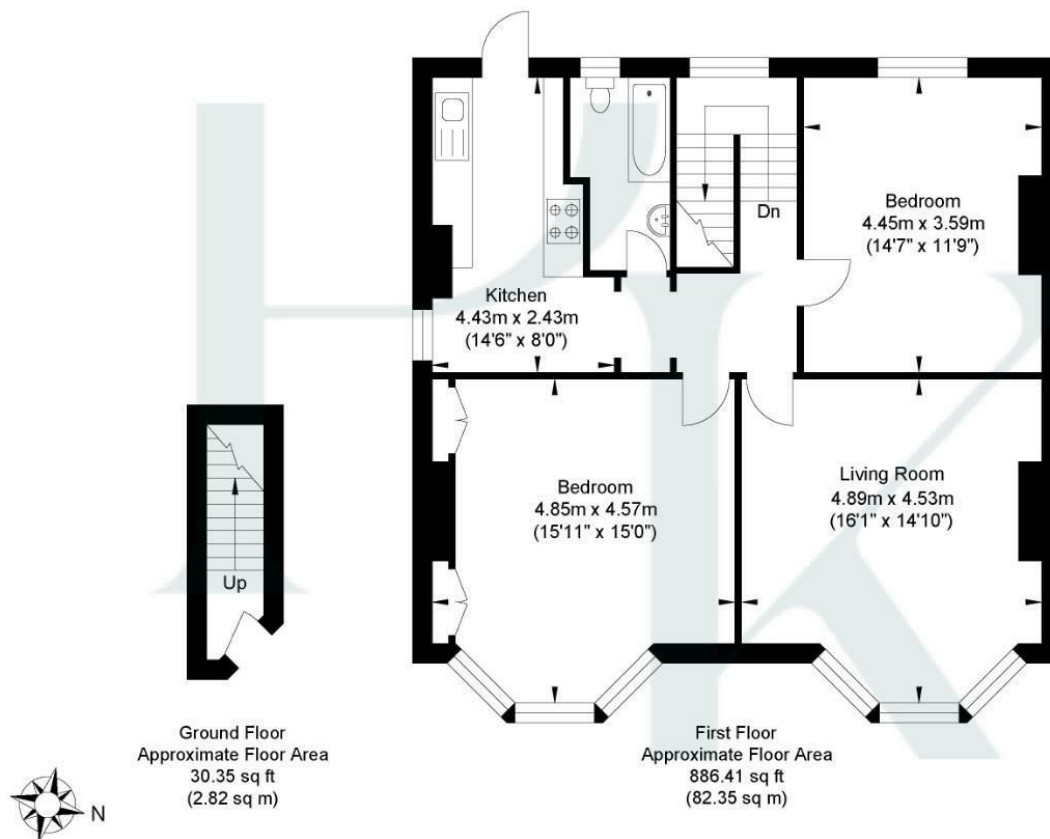 Bedroom
4.45m x 3.59m
(14'7" x 11'9")
Dn
Kitchen
4.43m x 2.43m
(14'6" x 8'0")
Bedroom
4.85m x 4.57m
(15'11" x 15'0")
Living Room
4.89m x 4.53m
(16'1" x 14'10")
Up
Ground Floor
Approximate Floor Area
30.35 sq ft
(2.82 sq m)
First Floor
Approximate Floor Area
886.41 sq ft
(82.35 sq m)
N